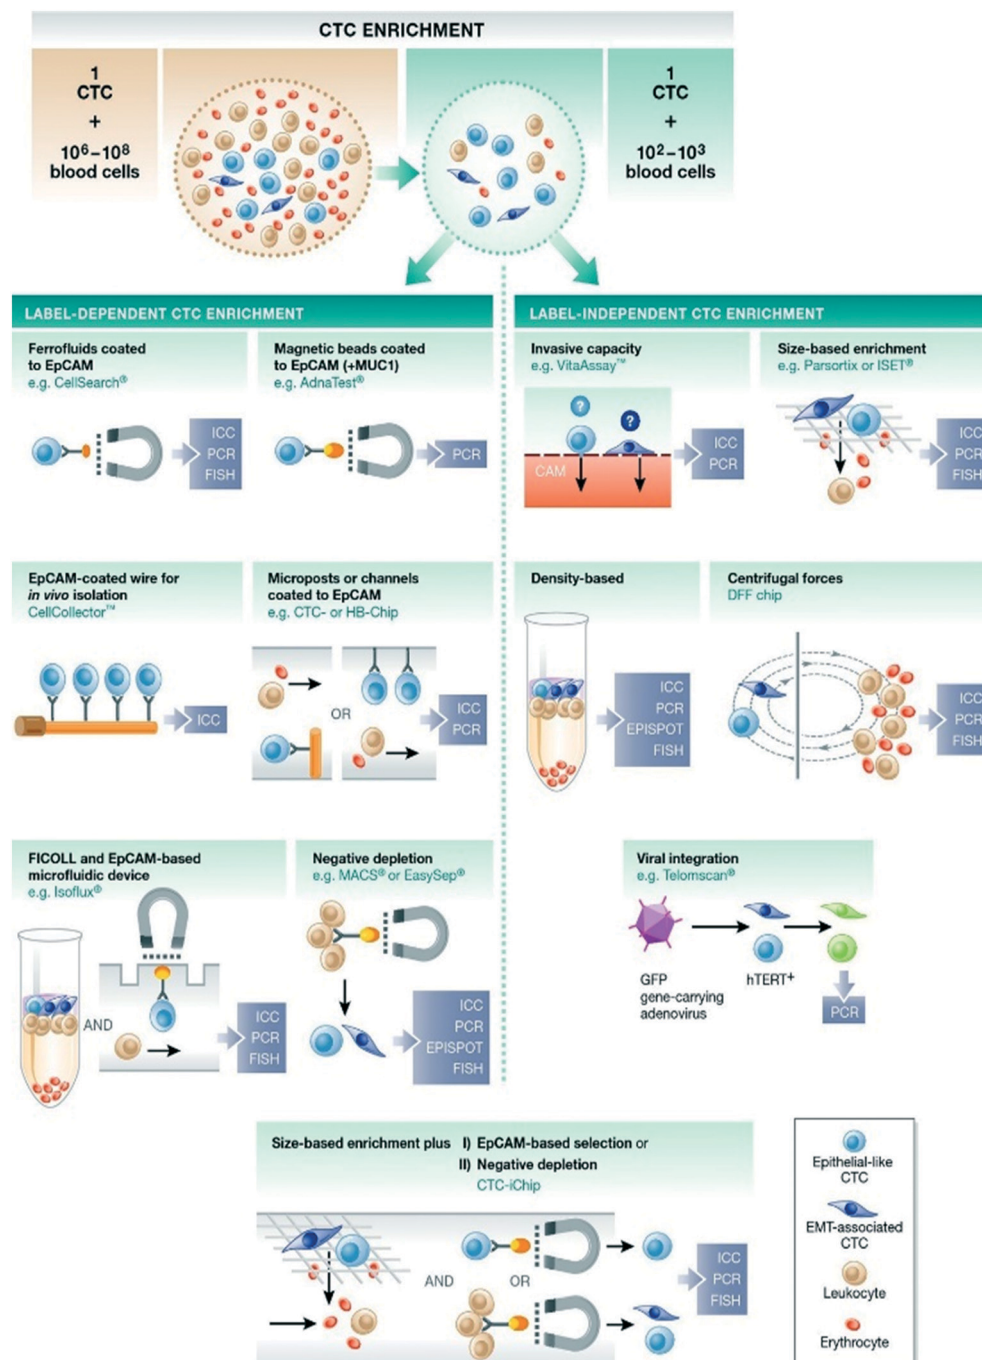 CTC ENRICHMENT
1
CTC
+
10⁶–10⁸
blood cells
1
CTC
+
10²–10³
blood cells
LABEL-DEPENDENT CTC ENRICHMENT
Ferrofluids coated
to EpCAM
e.g. CellSearch®
ICC
PCR
FISH
Magnetic beads coated
to EpCAM (+MUC1)
e.g. AdnaTest®
PCR
LABEL-INDEPENDENT CTC ENRICHMENT
Invasive capacity
e.g. VitaAssay™
?
?
CAM
ICC
PCR
Size-based enrichment
e.g. Parsortix or ISET®
ICC
PCR
FISH
EpCAM-coated wire for
in vivo isolation
CellCollector™
ICC
Microposts or channels
coated to EpCAM
e.g. CTC- or HB-Chip
OR
ICC
PCR
Density-based
ICC
PCR
EPISPOT
FISH
Centrifugal forces
DFF chip
ICC
PCR
FISH
FICOLL and EpCAM-based
microfluidic device
e.g. Isoflux®
AND
ICC
PCR
FISH
Negative depletion
e.g. MACS® or EasySep®
ICC
PCR
EPISPOT
FISH
Viral integration
e.g. Telomscan®
GFP
gene-carrying
adenovirus
hTERT⁺
PCR
Size-based enrichment plus I) EpCAM-based selection or
II) Negative depletion
CTC-iChip
AND
OR
ICC
PCR
FISH
Epithelial-like
CTC
EMT-associated
CTC
Leukocyte
Erythrocyte